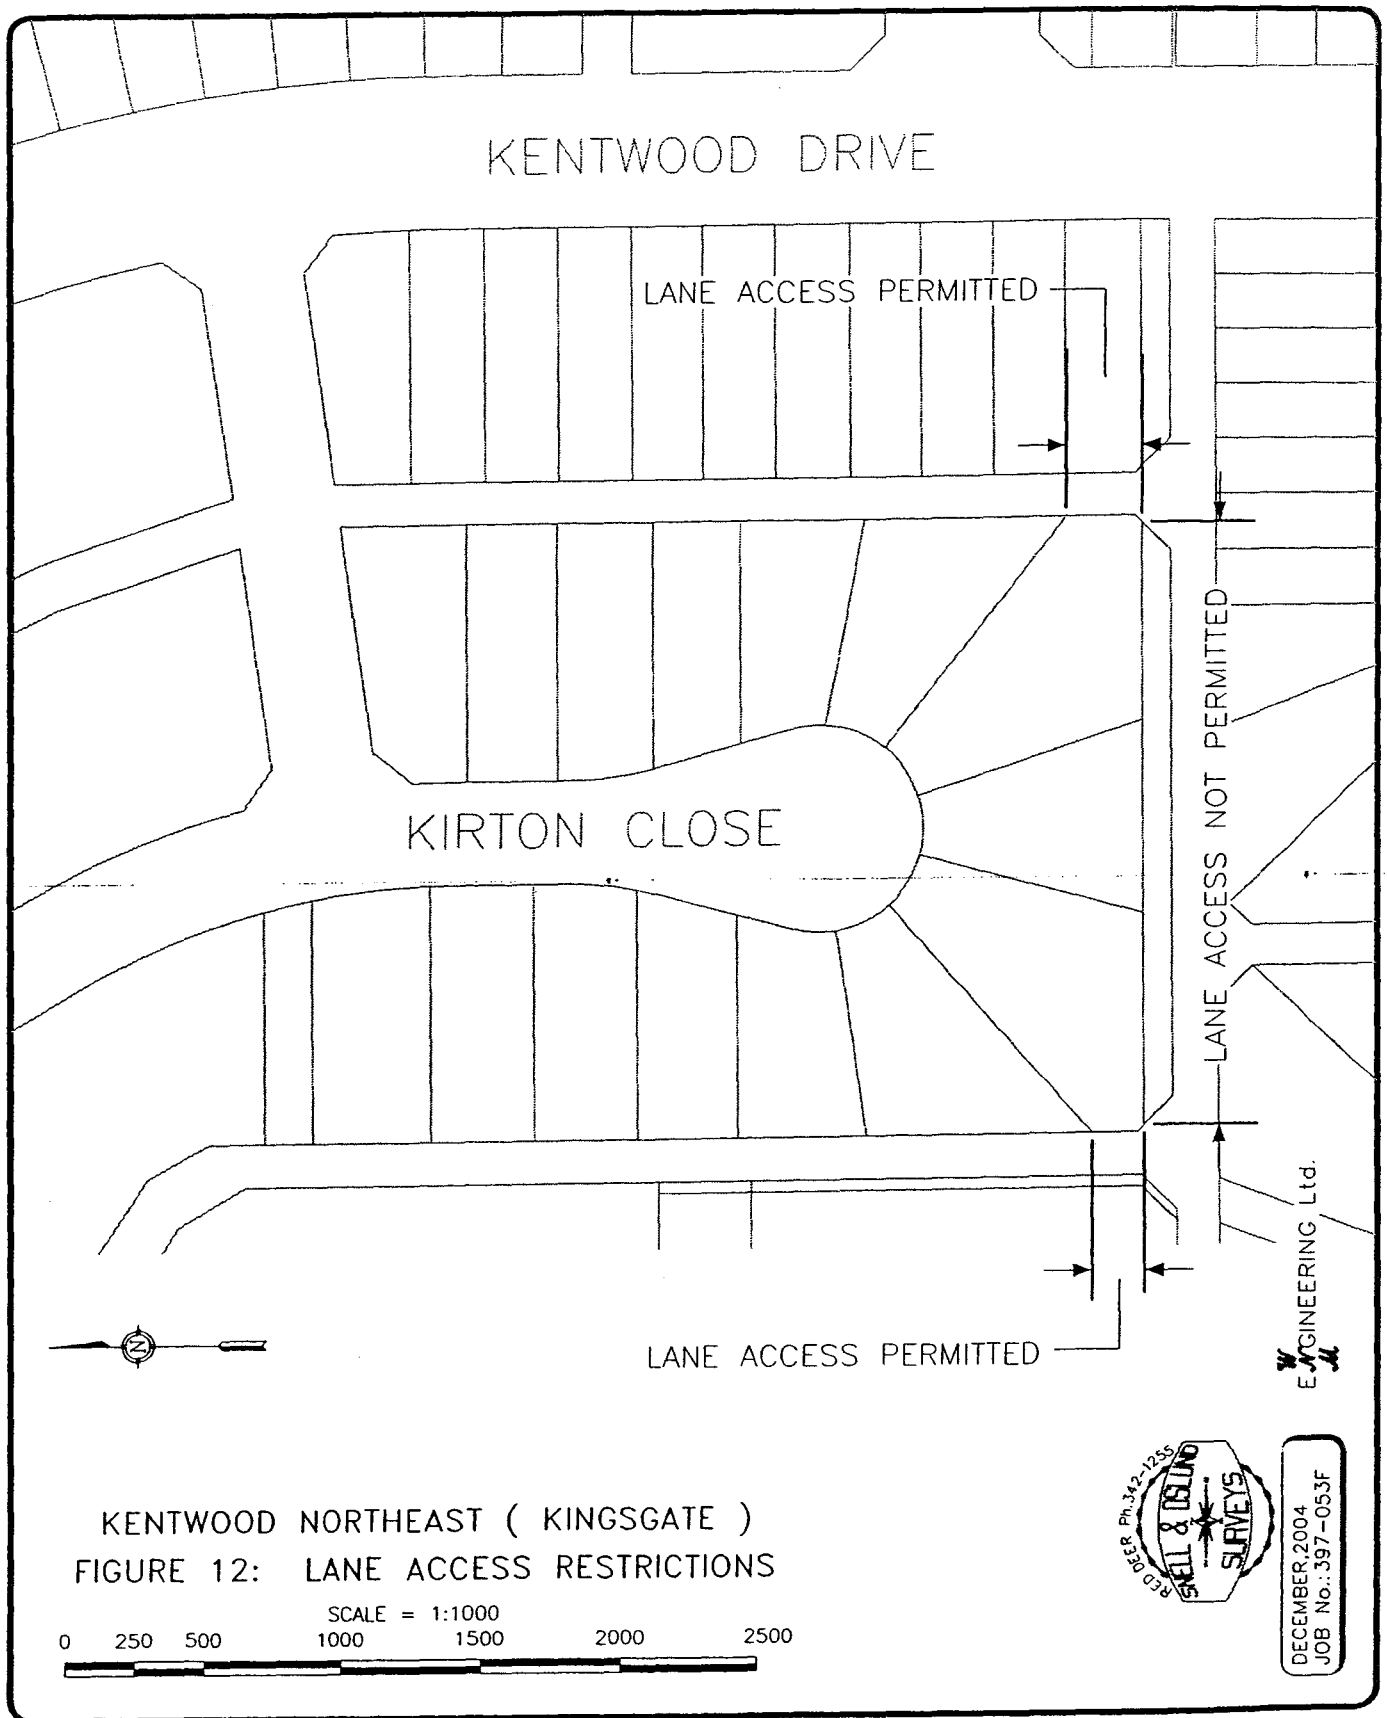 KENTWOOD DRIVE
LANE ACCESS PERMITTED
LANE ACCESS NOT PERMITTED
KIRTON CLOSE
LANE ACCESS PERMITTED
N
ENGINEERING Ltd.
RED DEER Ph.342-1255
SNELL & OSLUND
SURVEYS
DECEMBER,2004
JOB No.:397-053F
KENTWOOD NORTHEAST ( KINGSGATE )
FIGURE 12: LANE ACCESS RESTRICTIONS
SCALE = 1:1000
0 250 500 1000 1500 2000 2500